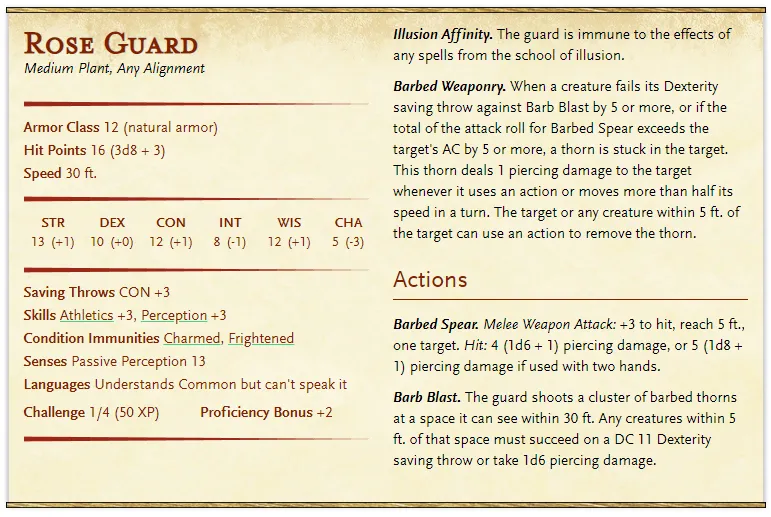 Rose Guard
Medium Plant, Any Alignment
Armor Class 12 (natural armor)
Hit Points 16 (3d8 + 3)
Speed 30 ft.
STR DEX CON INT WIS CHA
13 (+1) 10 (+0) 12 (+1) 8 (-1) 12 (+1) 5 (-3)
Saving Throws CON +3
Skills Athletics +3, Perception +3
Condition Immunities Charmed, Frightened
Senses Passive Perception 13
Languages Understands Common but can't speak it
Challenge 1/4 (50 XP) Proficiency Bonus +2
Illusion Affinity. The guard is immune to the effects of
any spells from the school of illusion.
Barbed Weaponry. When a creature fails its Dexterity
saving throw against Barb Blast by 5 or more, or if the
total of the attack roll for Barbed Spear exceeds the
target's AC by 5 or more, a thorn is stuck in the target.
This thorn deals 1 piercing damage to the target
whenever it uses an action or moves more than half its
speed in a turn. The target or any creature within 5 ft. of
the target can use an action to remove the thorn.
Actions
Barbed Spear. Melee Weapon Attack: +3 to hit, reach 5 ft.,
one target. Hit: 4 (1d6 + 1) piercing damage, or 5 (1d8 +
1) piercing damage if used with two hands.
Barb Blast. The guard shoots a cluster of barbed thorns
at a space it can see within 30 ft. Any creatures within 5
ft. of that space must succeed on a DC 11 Dexterity
saving throw or take 1d6 piercing damage.